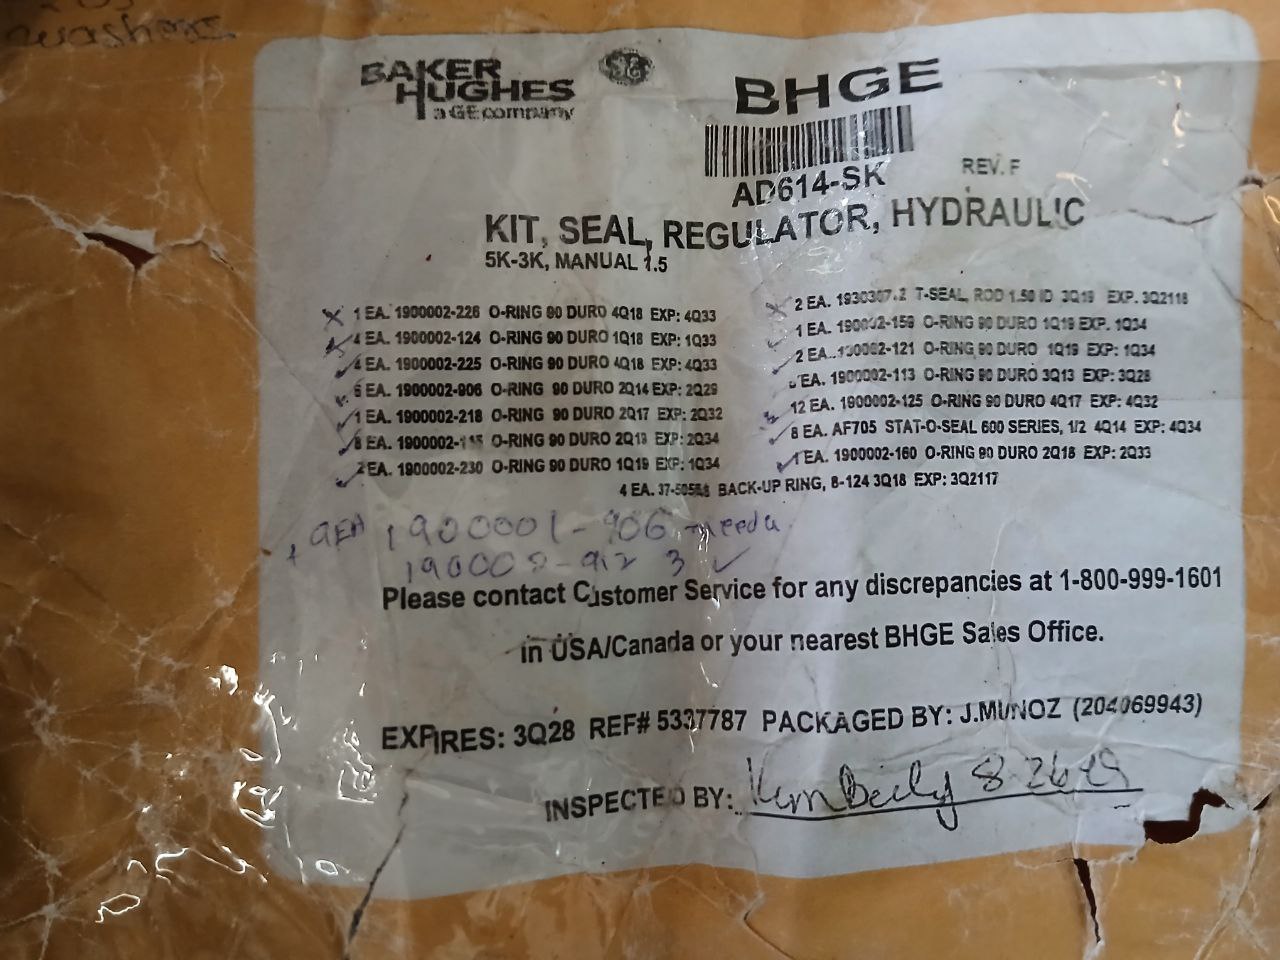 washers
BAKER
HUGHES
a GE company
BHGE
AD614-SK
REV. F
KIT, SEAL, REGULATOR, HYDRAULIC
5K-3K, MANUAL 1.5
1 EA. 1900002-226 O-RING 90 DURO 4Q18 EXP: 4Q33
4 EA. 1900002-124 O-RING 90 DURO 1Q18 EXP: 1Q33
4 EA. 1900002-225 O-RING 90 DURO 4Q18 EXP: 4Q33
6 EA. 1900002-906 O-RING 90 DURO 2Q14 EXP: 2Q29
1 EA. 1900002-218 O-RING 90 DURO 2Q17 EXP: 2Q32
8 EA. O-RING 90 DURO 2Q19 EXP: 2Q34
2 EA. 1900002-230 O-RING 90 DURO 1Q19 EXP: 1Q34
2 EA. T-SEAL, ROD 1.50 ID 3Q19 EXP. 3Q2118
1 EA. 1900002-159 O-RING 90 DURO 1Q19 EXP. 1Q34
2 EA. 1900002-121 O-RING 90 DURO 1Q19 EXP: 1Q34
EA. 1900002-113 O-RING 90 DURO 3Q13 EXP: 3Q28
12 EA. 1900002-125 O-RING 90 DURO 4Q17 EXP: 4Q32
8 EA. AF705 STAT-O-SEAL 600 SERIES, 1/2 4Q14 EXP: 4Q34
1 EA. 1900002-160 O-RING 90 DURO 2Q18 EXP: 2Q33
4 EA. BACK-UP RING, 8-124 3Q18 EXP: 3Q2117
1900001-906 need
3
Please contact Customer Service for any discrepancies at 1-800-999-1601
in USA/Canada or your nearest BHGE Sales Office.
EXPIRES: 3Q28 REF# 5337787 PACKAGED BY: J.MUNOZ (204069943)
INSPECTED BY: Kimberly